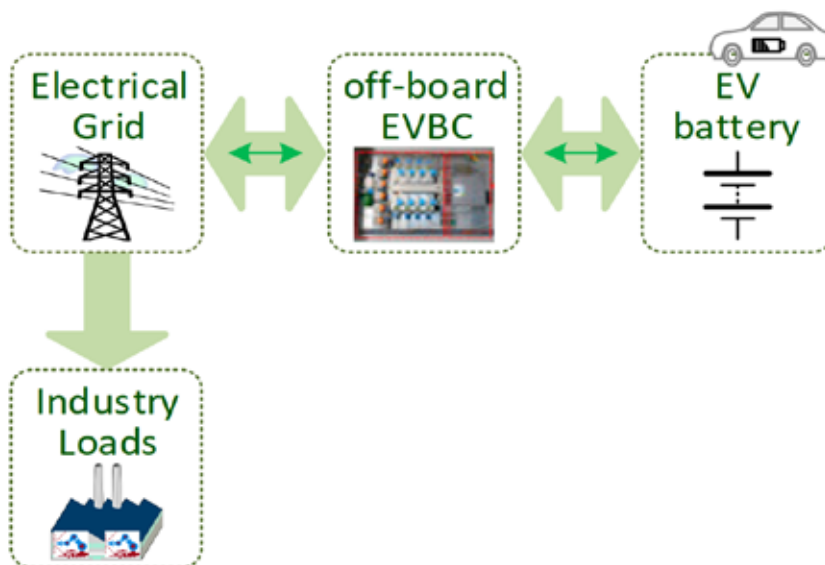 Electrical
Grid
off-board
EVBC
EV
battery
Industry
Loads